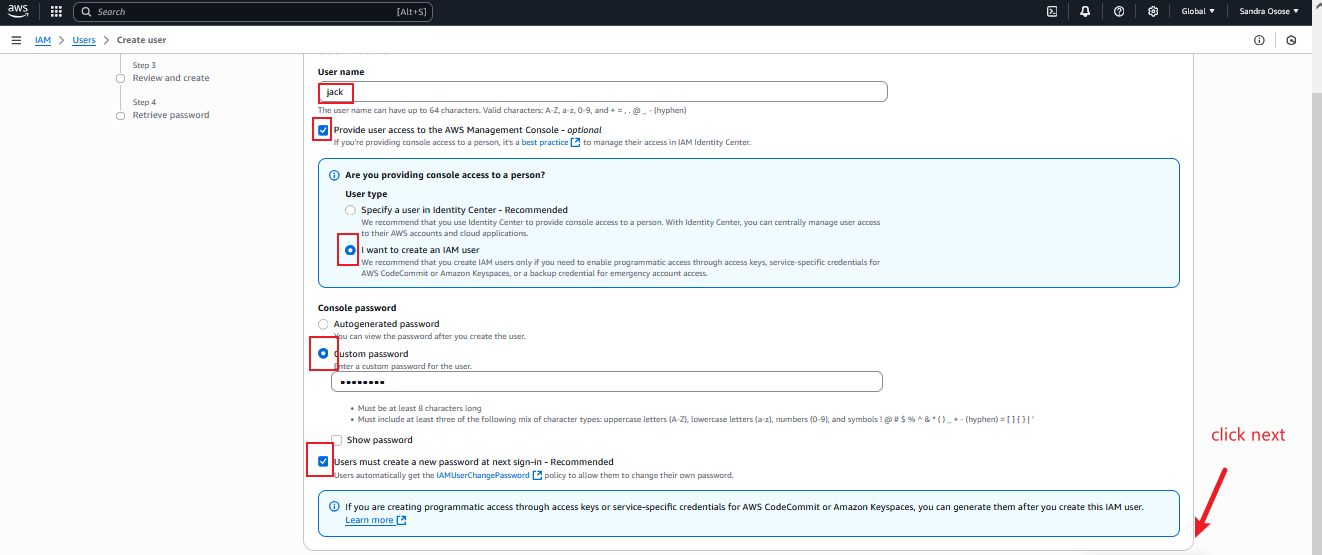 aws
Search [Alt+S] Global Sandra Osose
IAM > Users > Create user
Step 3
Review and create
Step 4
Retrieve password
User name
jack
The user name can have up to 64 characters. Valid characters: A-Z, a-z, 0-9, and + = , . @ _ - (hyphen)
Provide user access to the AWS Management Console - optional
If you're providing console access to a person, it's a best practice to manage their access in IAM Identity Center.
Are you providing console access to a person?
User type
Specify a user in Identity Center - Recommended
We recommend that you use Identity Center to provide console access to a person. With Identity Center, you can centrally manage user access
to their AWS accounts and cloud applications.
I want to create an IAM user
We recommend that you create IAM users only if you need to enable programmatic access through access keys, service-specific credentials for
AWS CodeCommit or Amazon Keyspaces, or a backup credential for emergency account access.
Console password
Autogenerated password
You can view the password after you create the user.
Custom password
Enter a custom password for the user.
••••••••
• Must be at least 8 characters long
• Must include at least three of the following mix of character types: uppercase letters (A-Z), lowercase letters (a-z), numbers (0-9), and symbols ! @ # $ % ^ & * ( ) _ + - (hyphen) = [ ] { } | '
Show password
click next
Users must create a new password at next sign-in - Recommended
Users automatically get the IAMUserChangePassword policy to allow them to change their own password.
If you are creating programmatic access through access keys or service-specific credentials for AWS CodeCommit or Amazon Keyspaces, you can generate them after you create this IAM user.
Learn more